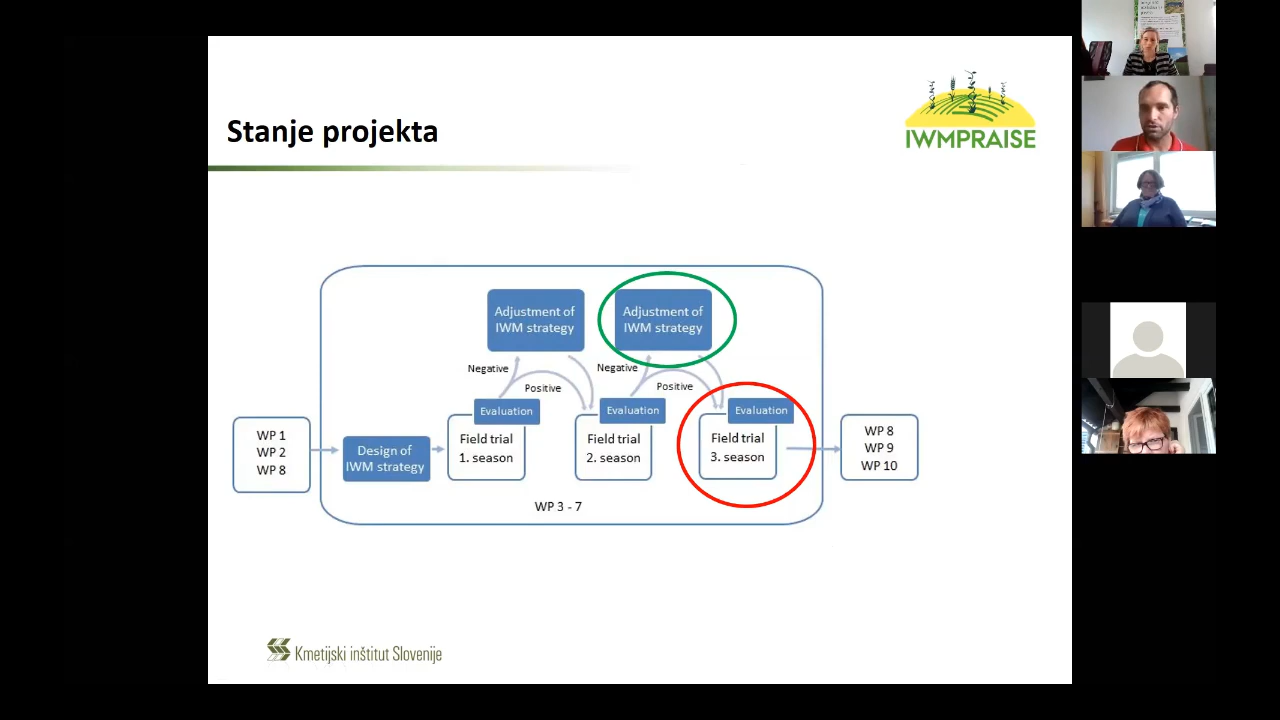 Stanje projekta
IWMPRAISE
Adjustment of
IWM strategy
Adjustment of
IWM strategy
Negative
Positive
Negative
Positive
Evaluation
Evaluation
Evaluation
WP 1
WP 2
WP 8
Design of
IWM strategy
Field trial
1. season
Field trial
2. season
Field trial
3. season
WP 8
WP 9
WP 10
WP 3 - 7
Kmetijski inštitut Slovenije